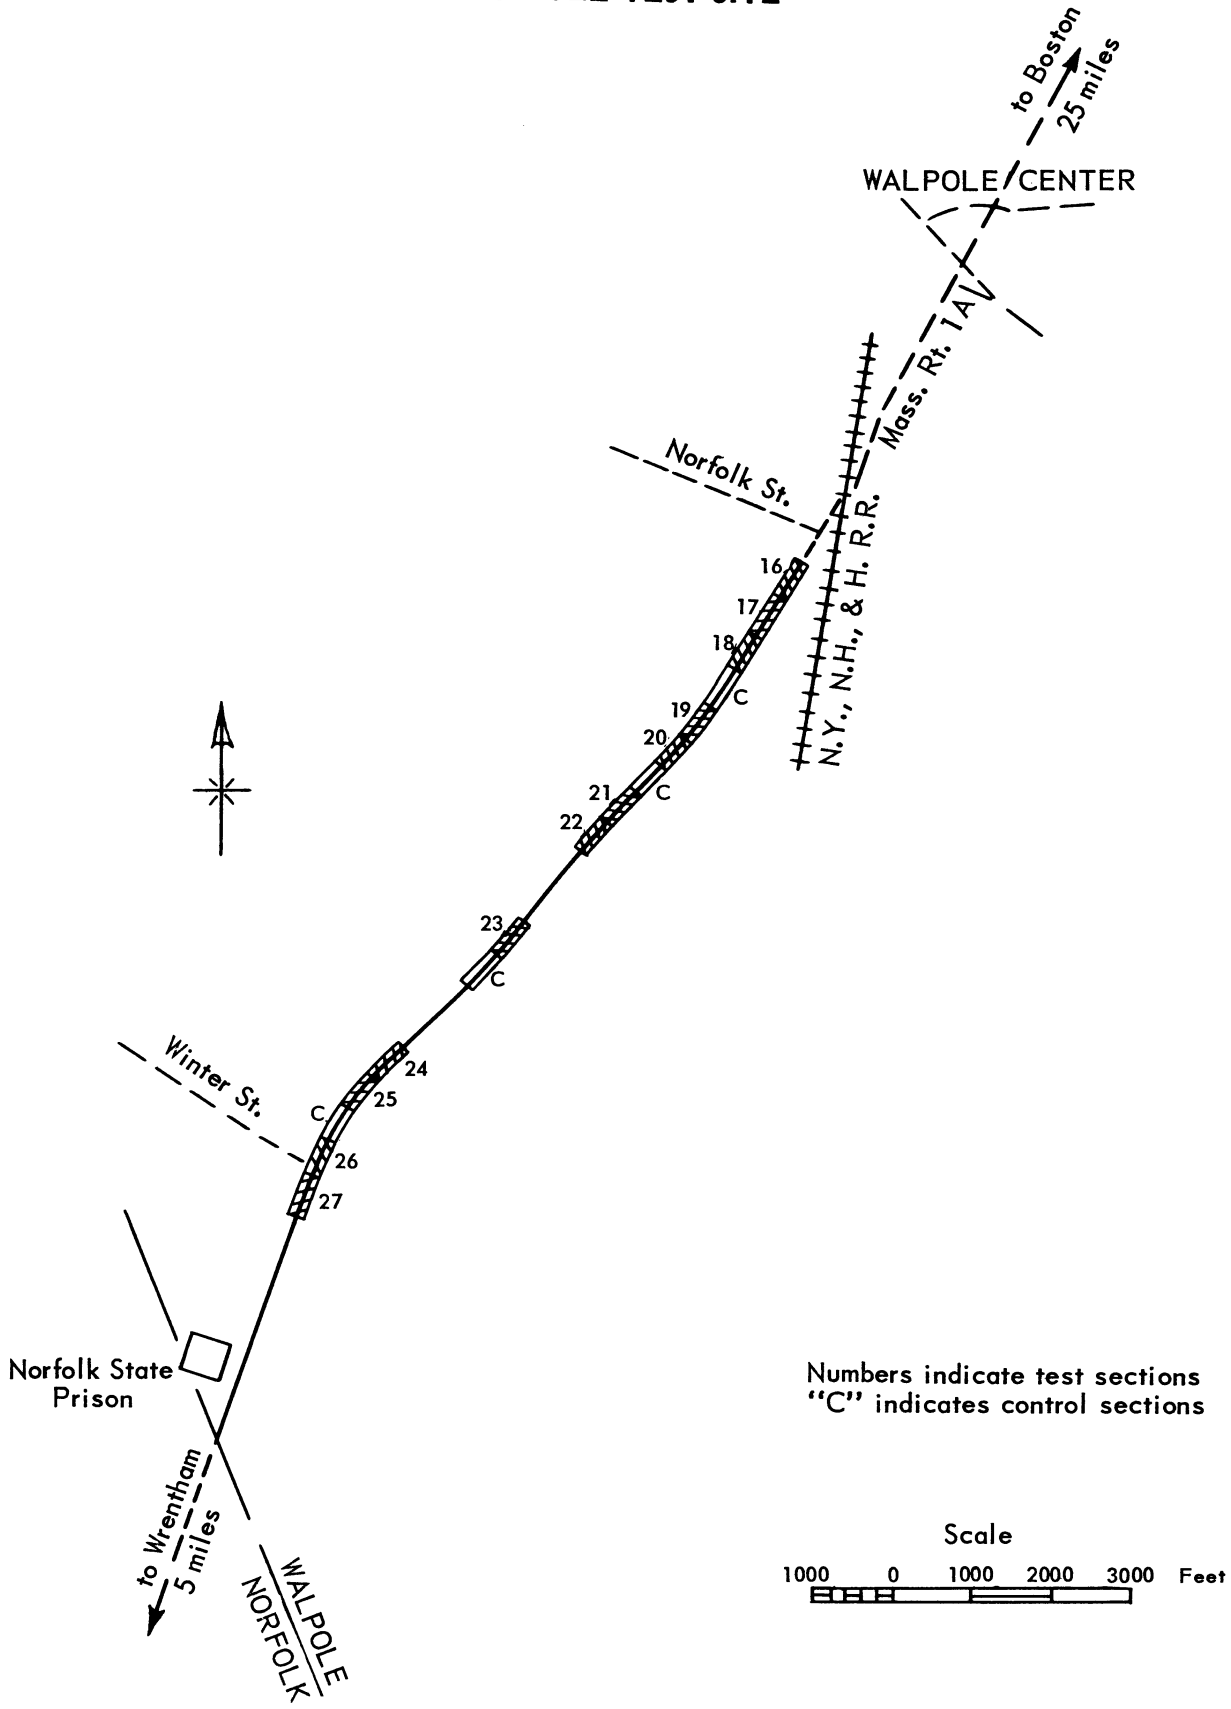 TEST SITE
to Boston
25 miles
WALPOLE CENTER
Mass. Rt. 1A
Norfolk St.
N.Y., N.H., & H. R.R.
16
17
18
C
19
20
C
21
22
23
C
24
25
C
26
27
Winter St.
Norfolk State
Prison
to Wrentham
5 miles
WALPOLE
NORFOLK
Numbers indicate test sections
"C" indicates control sections
Scale
1000 0 1000 2000 3000 Feet